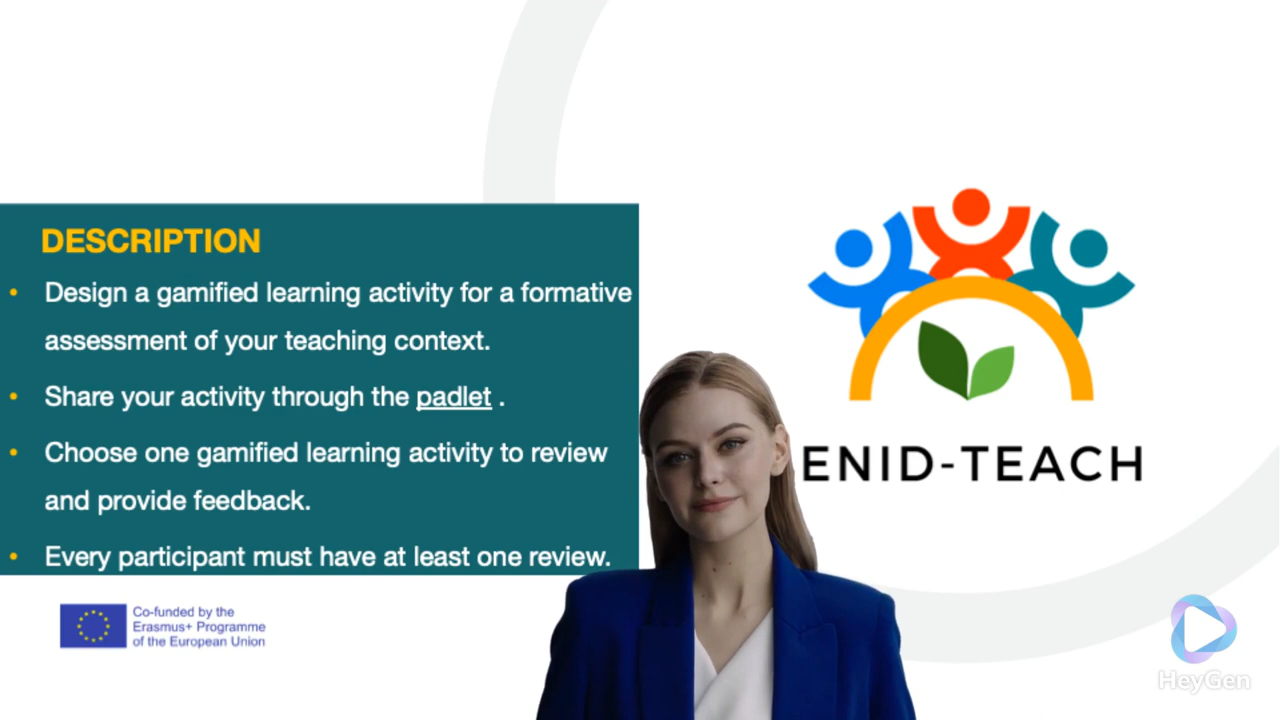 DESCRIPTION
• Design a gamified learning activity for a formative
assessment of your teaching context.
• Share your activity through the padlet .
• Choose one gamified learning activity to review
and provide feedback.
• Every participant must have at least one review.
ENID-TEACH
Co-funded by the
Erasmus+ Programme
of the European Union
HeyGen